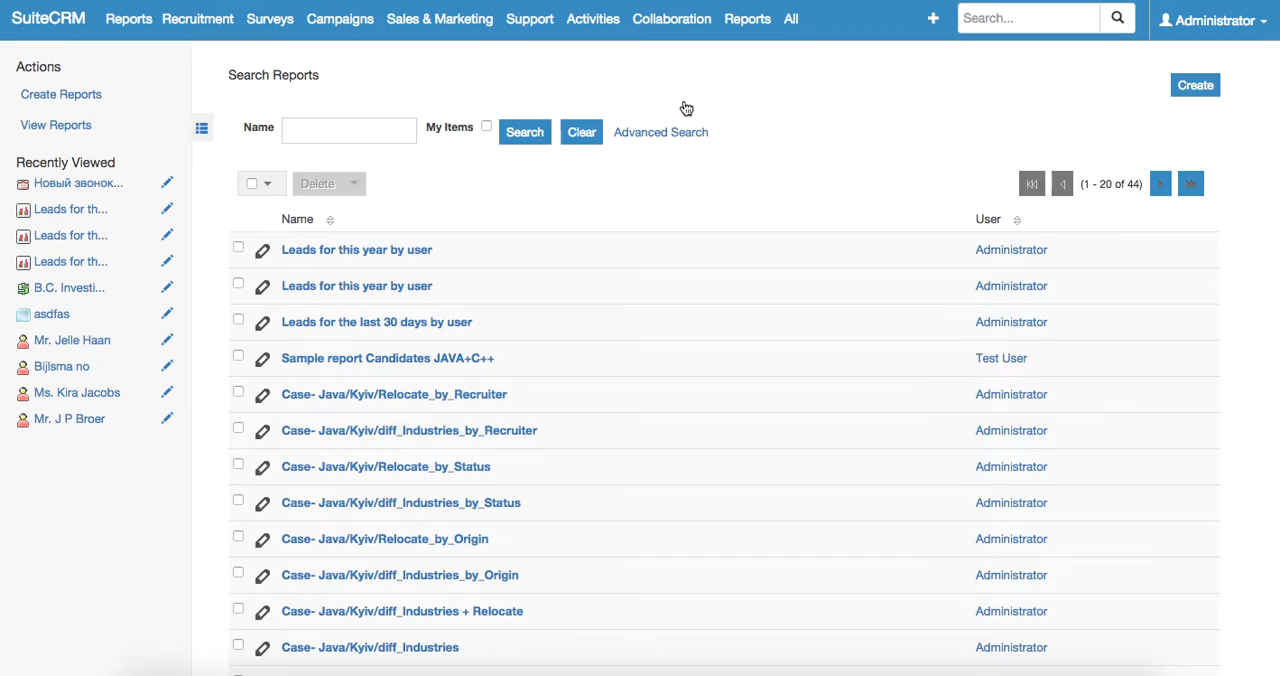 SuiteCRM Reports Recruitment Surveys Campaigns Sales & Marketing Support Activities Collaboration Reports All + Search... Administrator
Actions
Create Reports
View Reports
Recently Viewed
Новый звонок...
Leads for th...
Leads for th...
Leads for th...
B.C. Investi...
asdfas
Mr. Jelle Haan
Bijlsma no
Ms. Kira Jacobs
Mr. J P Broer
Search Reports
Create
Name My Items Search Clear Advanced Search
Delete (1 - 20 of 44)
Name User
Leads for this year by user Administrator
Leads for this year by user Administrator
Leads for the last 30 days by user Administrator
Sample report Candidates JAVA+C++ Test User
Case- Java/Kyiv/Relocate_by_Recruiter Administrator
Case- Java/Kyiv/diff_Industries_by_Recruiter Administrator
Case- Java/Kyiv/Relocate_by_Status Administrator
Case- Java/Kyiv/diff_Industries_by_Status Administrator
Case- Java/Kyiv/Relocate_by_Origin Administrator
Case- Java/Kyiv/diff_Industries_by_Origin Administrator
Case- Java/Kyiv/diff_Industries + Relocate Administrator
Case- Java/Kyiv/diff_Industries Administrator